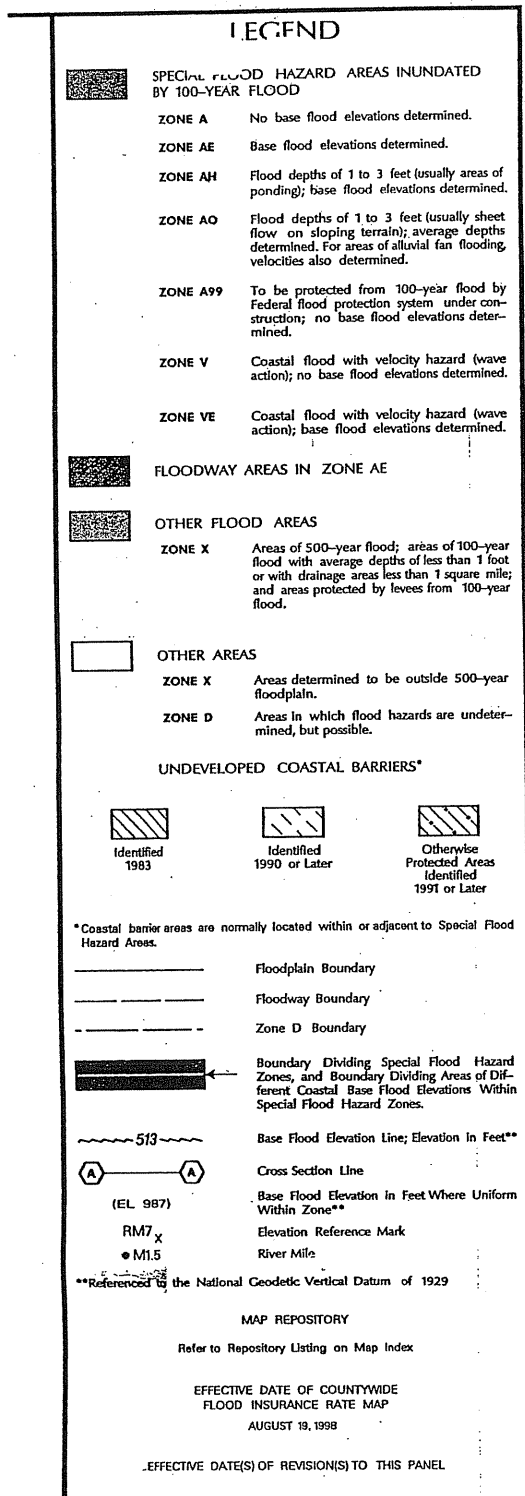 LEGEND
SPECIAL FLOOD HAZARD AREAS INUNDATED
BY 100–YEAR FLOOD
ZONE A No base flood elevations determined.
ZONE AE Base flood elevations determined.
ZONE AH Flood depths of 1 to 3 feet (usually areas of
ponding); base flood elevations determined.
ZONE AO Flood depths of 1 to 3 feet (usually sheet
flow on sloping terrain); average depths
determined. For areas of alluvial fan flooding,
velocities also determined.
ZONE A99 To be protected from 100–year flood by
Federal flood protection system under con–
struction; no base flood elevations deter–
mined.
ZONE V Coastal flood with velocity hazard (wave
action); no base flood elevations determined.
ZONE VE Coastal flood with velocity hazard (wave
action); base flood elevations determined.
FLOODWAY AREAS IN ZONE AE
OTHER FLOOD AREAS
ZONE X Areas of 500–year flood; areas of 100–year
flood with average depths of less than 1 foot
or with drainage areas less than 1 square mile;
and areas protected by levees from 100–year
flood.
OTHER AREAS
ZONE X Areas determined to be outside 500–year
floodplain.
ZONE D Areas in which flood hazards are undeter–
mined, but possible.
UNDEVELOPED COASTAL BARRIERS*
Identified
1983
Identified
1990 or Later
Otherwise
Protected Areas
Identified
1991 or Later
*Coastal barrier areas are normally located within or adjacent to Special Flood
Hazard Areas.
Floodplain Boundary
Floodway Boundary
Zone D Boundary
Boundary Dividing Special Flood Hazard
Zones, and Boundary Dividing Areas of Dif–
ferent Coastal Base Flood Elevations Within
Special Flood Hazard Zones.
513 Base Flood Elevation Line; Elevation in Feet**
A A Cross Section Line
(EL 987) Base Flood Elevation in Feet Where Uniform
Within Zone**
RM7 X Elevation Reference Mark
M1.5 River Mile
**Referenced to the National Geodetic Vertical Datum of 1929
MAP REPOSITORY
Refer to Repository Listing on Map Index
EFFECTIVE DATE OF COUNTYWIDE
FLOOD INSURANCE RATE MAP
AUGUST 19, 1998
EFFECTIVE DATE(S) OF REVISION(S) TO THIS PANEL